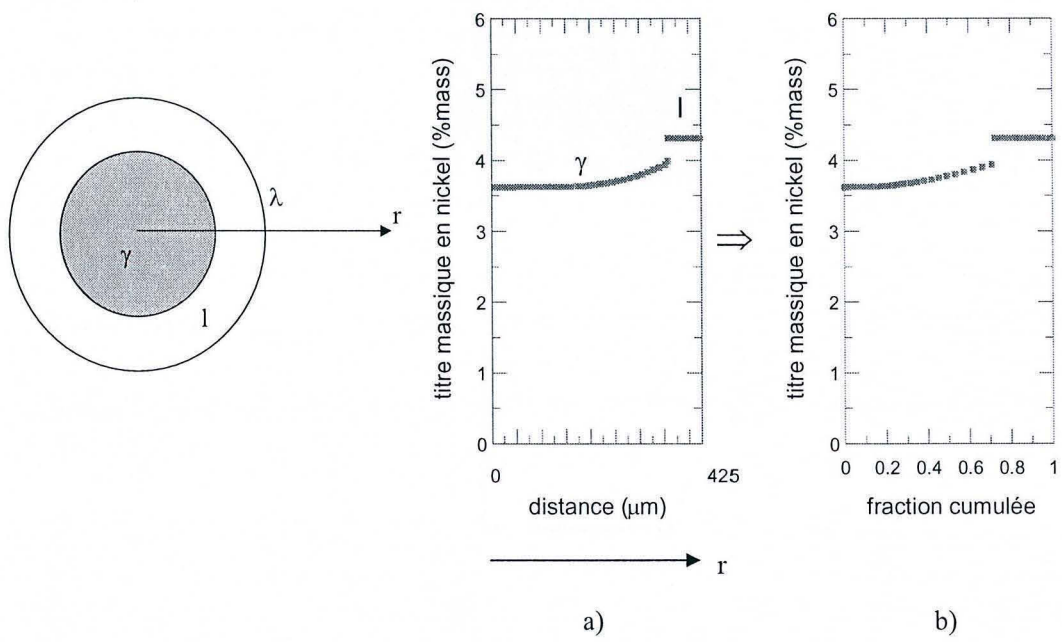 λ
r
γ
l
titre massique en nickel (%mass)
6
5
4
3
2
1
0
l
γ
0
425
distance (μm)
r
a)
⇒
titre massique en nickel (%mass)
6
5
4
3
2
1
0
0 0.2 0.4 0.6 0.8 1
fraction cumulée
b)